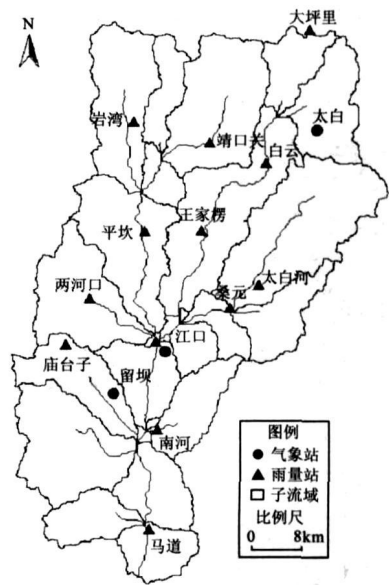 N
大坪里
太白
岩湾
靖口关
白云
平坎
王家楞
两河口
太白河
桑元
江口
庙台子
留坝
南河
马道
图例
气象站
雨量站
子流域
比例尺
0 8km